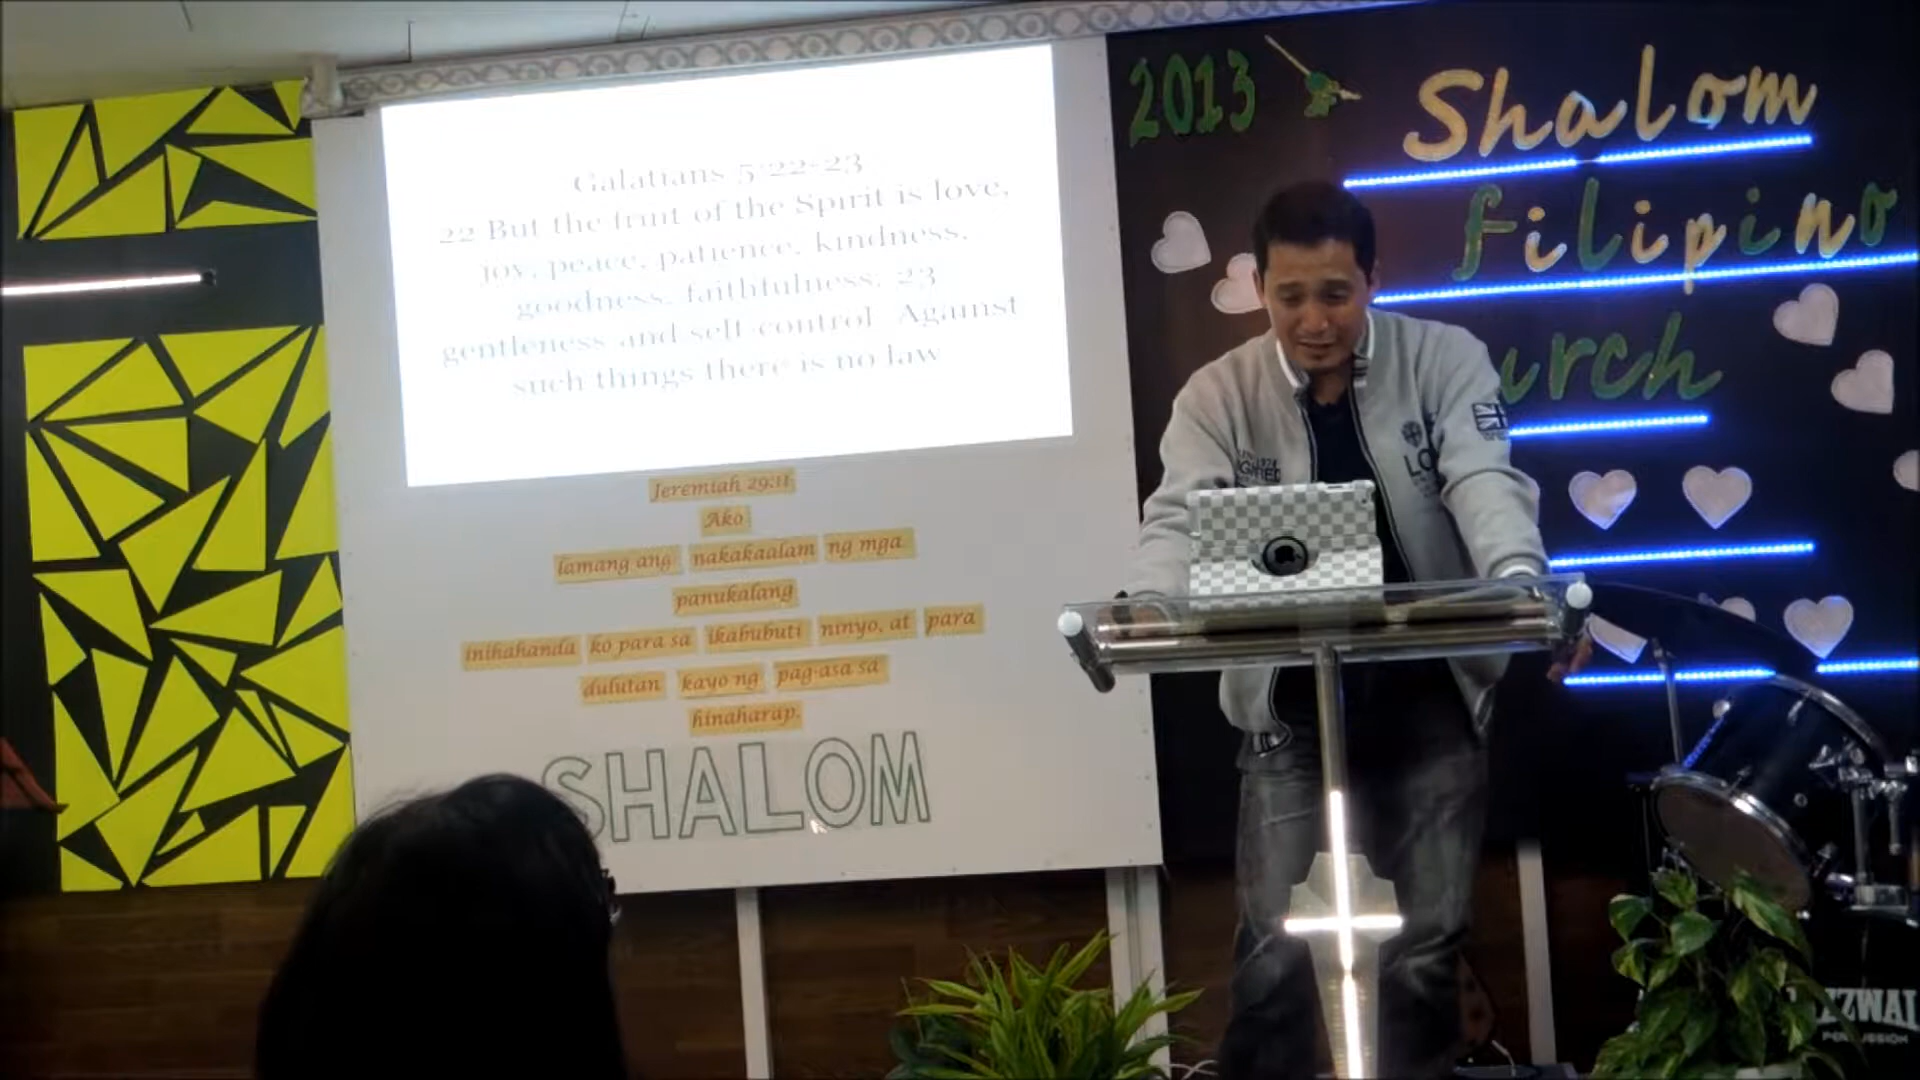 Galatians 5:22-23
22 But the fruit of the Spirit is love,
joy, peace, patience, kindness,
goodness, faithfulness; 23
gentleness and self-control. Against
such things there is no law
Jeremiah 29:11
Ako
lamang ang nakakaalam ng mga
panukalang
inihahanda ko para sa ikabubuti ninyo, at para
dulutan kayo ng pag-asa sa
hinaharap.
SHALOM
2013
Shalom
filipino
urch
LO
ZZWAI
PERCUSSION